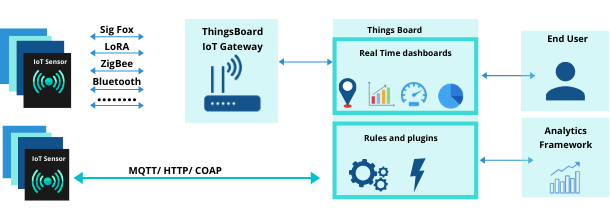 IoT Sensor
Sig Fox
LoRA
ZigBee
Bluetooth
••••••••
ThingsBoard
IoT Gateway
Things Board
Real Time dashboards
End User
IoT Sensor
MQTT/ HTTP/ COAP
Rules and plugins
Analytics
Framework